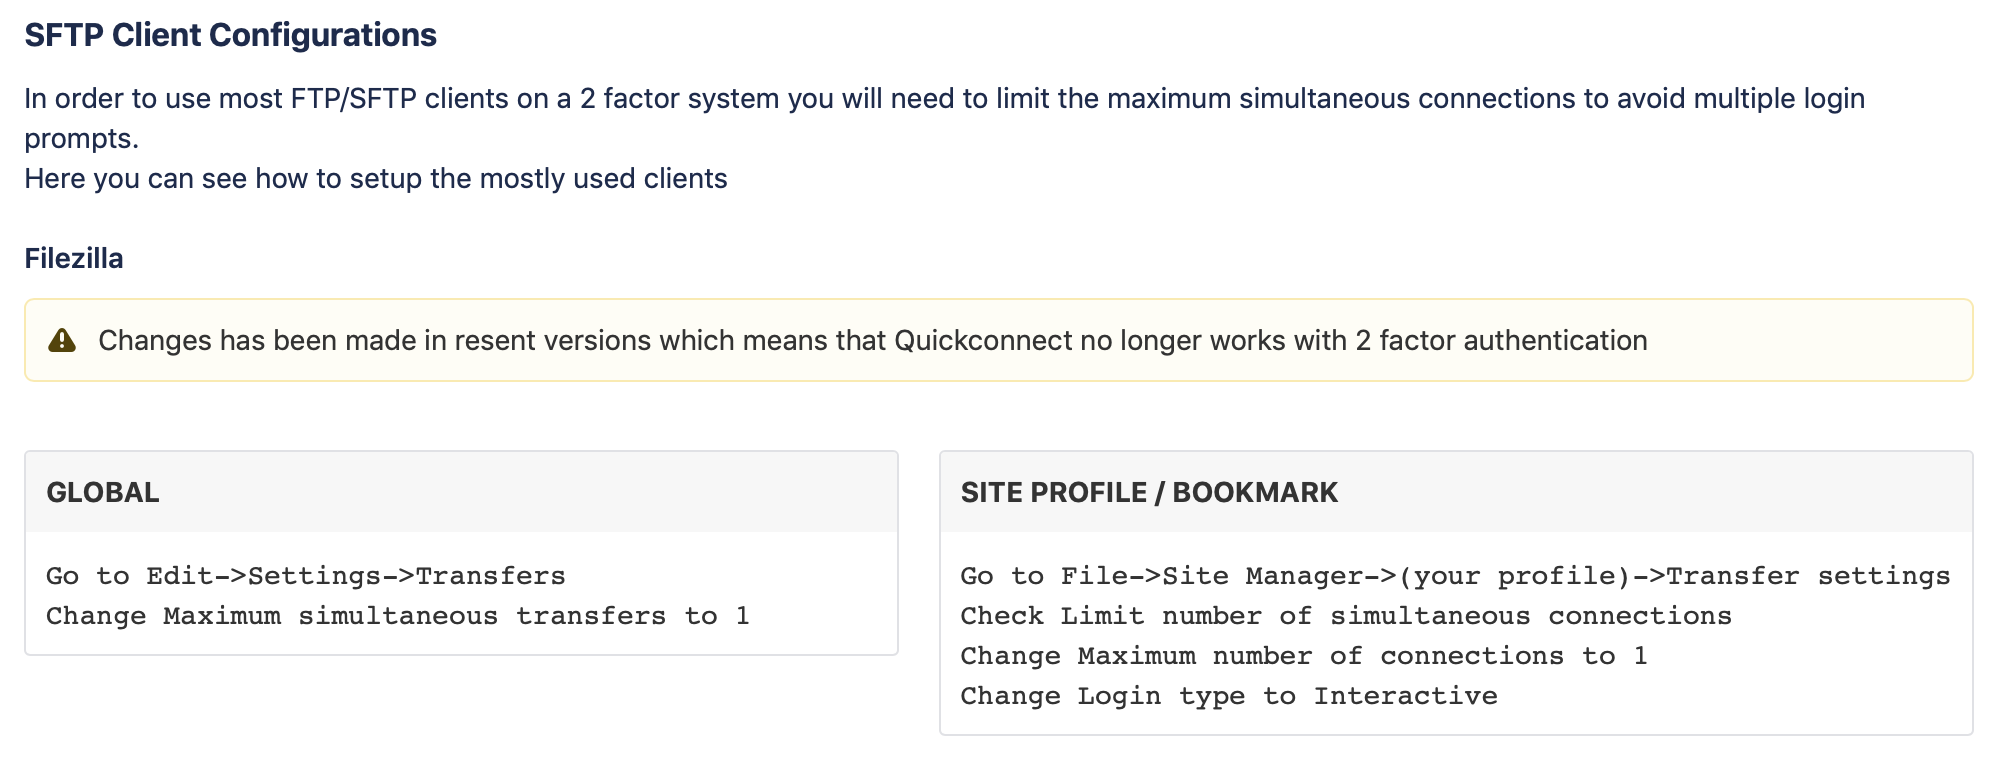 SFTP Client Configurations
In order to use most FTP/SFTP clients on a 2 factor system you will need to limit the maximum simultaneous connections to avoid multiple login
prompts.
Here you can see how to setup the mostly used clients
Filezilla
Changes has been made in resent versions which means that Quickconnect no longer works with 2 factor authentication
GLOBAL
Go to Edit->Settings->Transfers
Change Maximum simultaneous transfers to 1
SITE PROFILE / BOOKMARK
Go to File->Site Manager->(your profile)->Transfer settings
Check Limit number of simultaneous connections
Change Maximum number of connections to 1
Change Login type to Interactive